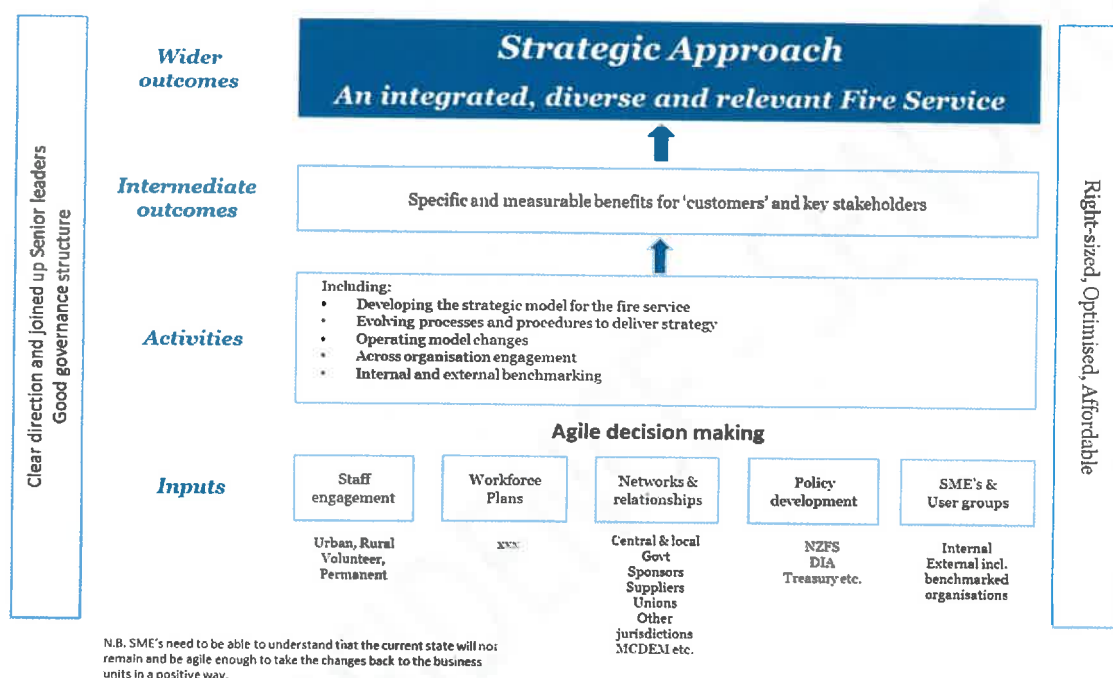 Clear direction and joined up Senior leaders
Good governance structure
Wider
outcomes
Strategic Approach
An integrated, diverse and relevant Fire Service
Intermediate
outcomes
Specific and measurable benefits for 'customers' and key stakeholders
Activities
Including:
• Developing the strategic model for the fire service
• Evolving processes and procedures to deliver strategy
• Operating model changes
• Across organisation engagement
• Internal and external benchmarking
Agile decision making
Inputs
Staff
engagement
Urban, Rural
Volunteer,
Permanent
Workforce
Plans
xxx
Networks &
relationships
Central & local
Govt
Sponsors
Suppliers
Unions
Other
jurisdictions
MCDEM etc.
Policy
development
NZFS
DIA
Treasury etc.
SME's &
User groups
Internal
External incl.
benchmarked
organisations
Right-sized, Optimised, Affordable
N.B. SME's need to be able to understand that the current state will not
remain and be agile enough to take the changes back to the business
units in a positive way.